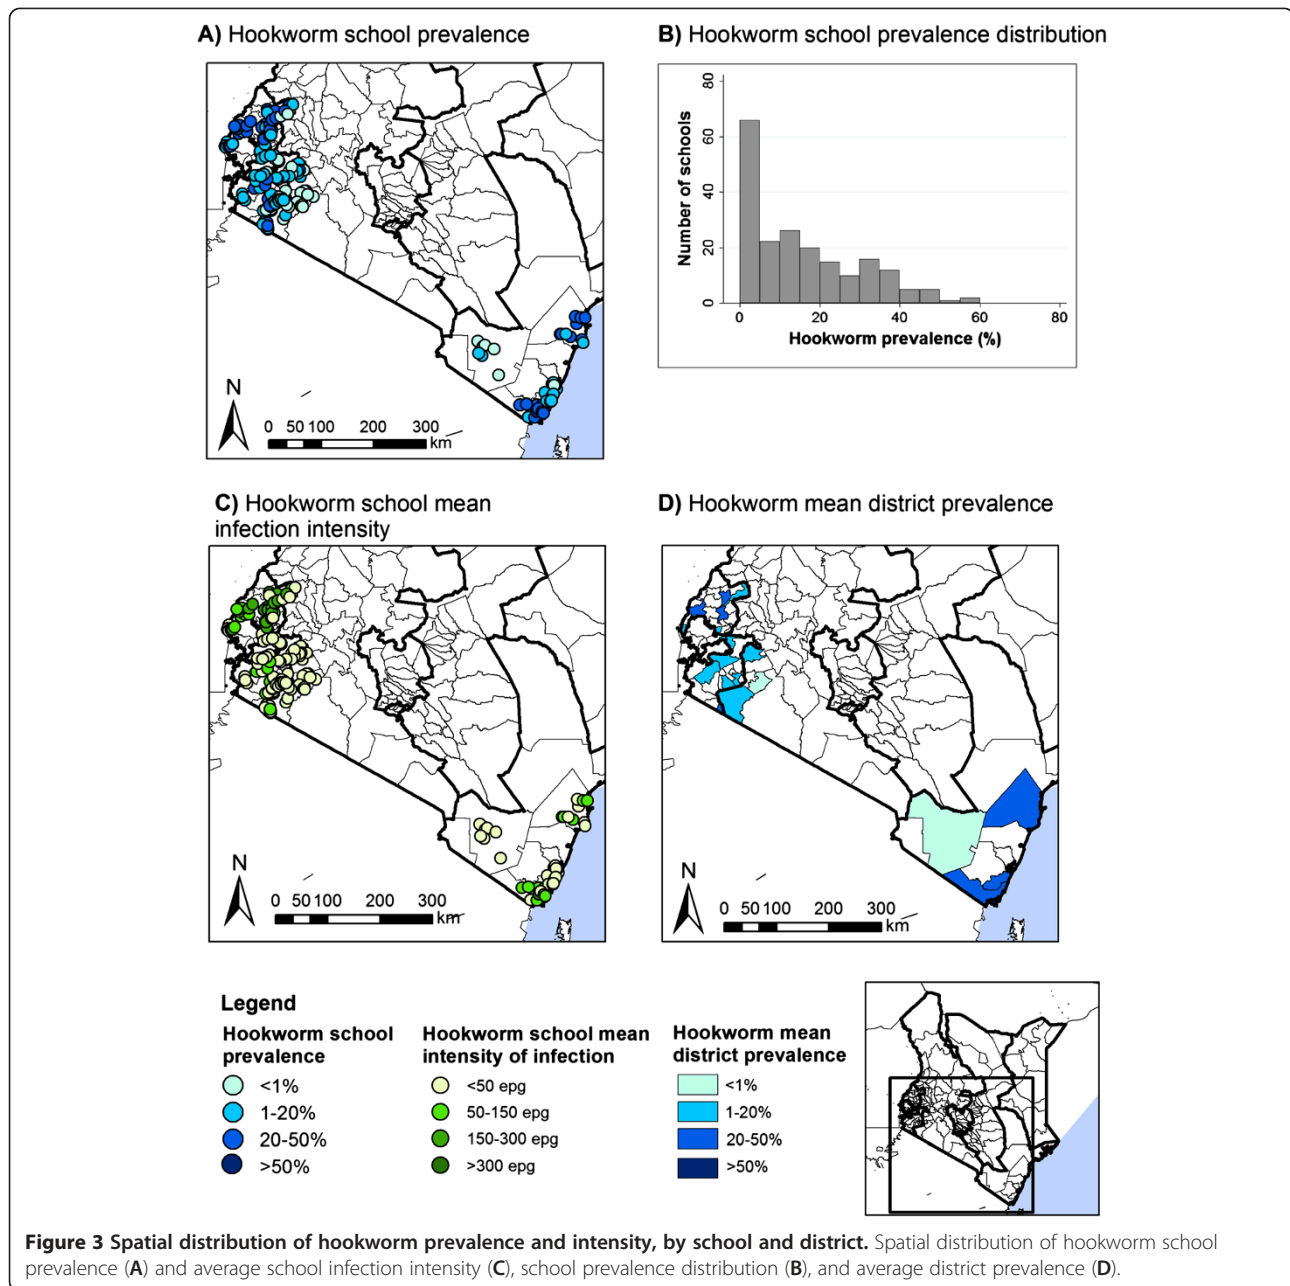 A) Hookworm school prevalence
B) Hookworm school prevalence distribution
80
60
40
20
0
Number of schools
0 20 40 60 80
Hookworm prevalence (%)
N
0 50 100 200 300
km
C) Hookworm school mean
infection intensity
D) Hookworm mean district prevalence
N
0 50 100 200 300
km
N
0 50 100 200 300
km
Legend
Hookworm school
prevalence
<1%
1-20%
20-50%
>50%
Hookworm school mean
intensity of infection
<50 epg
50-150 epg
150-300 epg
>300 epg
Hookworm mean
district prevalence
<1%
1-20%
20-50%
>50%
Figure 3 Spatial distribution of hookworm prevalence and intensity, by school and district. Spatial distribution of hookworm school
prevalence (A) and average school infection intensity (C), school prevalence distribution (B), and average district prevalence (D).